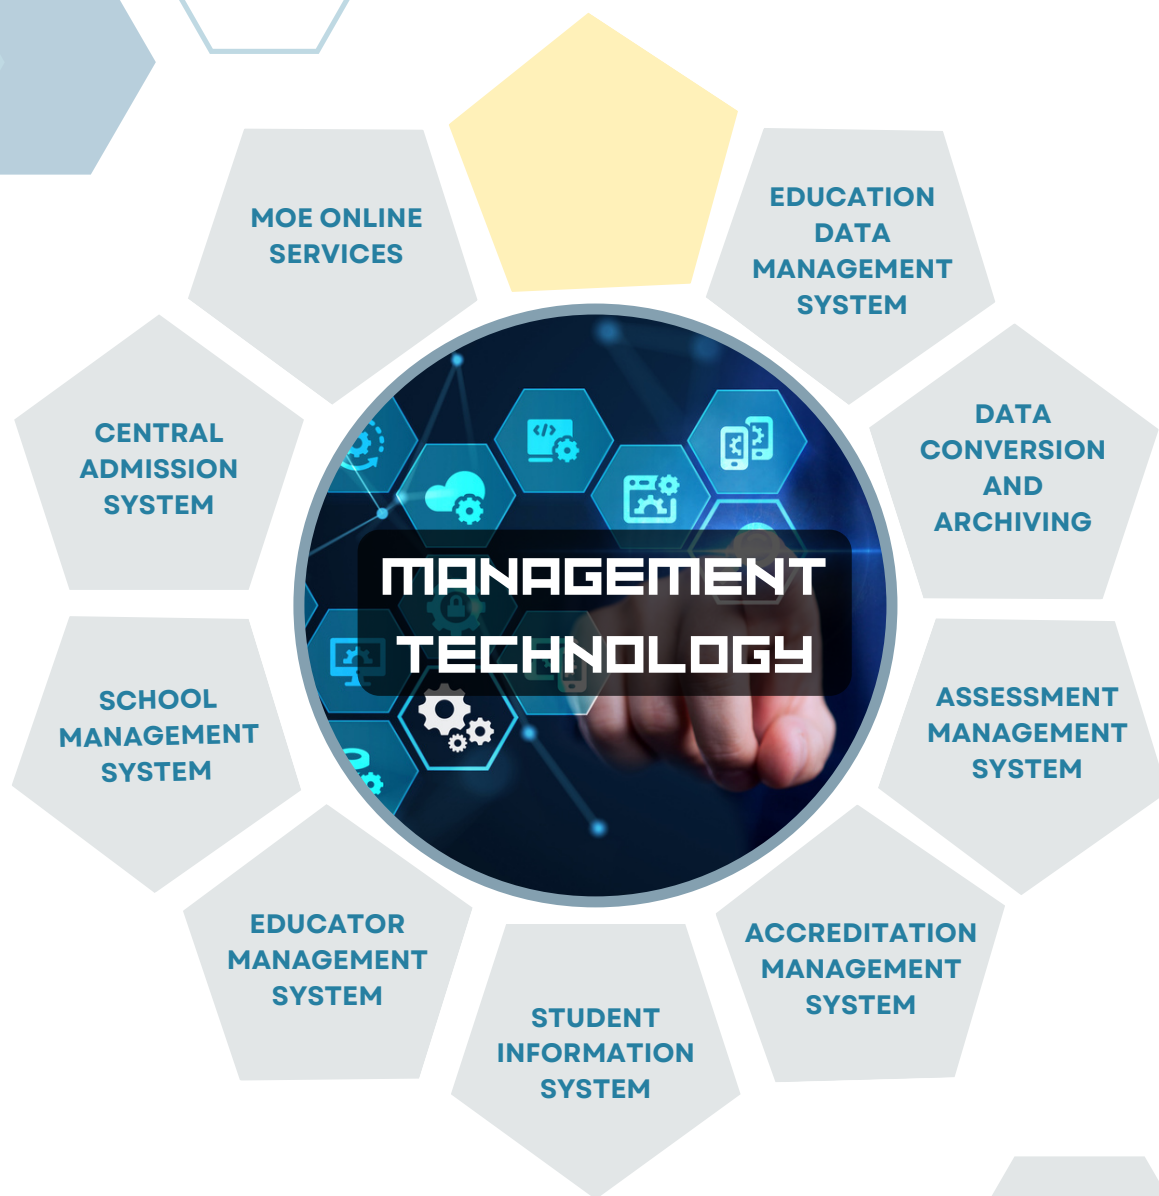 EDUCATION
DATA
MANAGEMENT
SYSTEM
MOE ONLINE
SERVICES
DATA
CONVERSION
AND
ARCHIVING
CENTRAL
ADMISSION
SYSTEM
MANAGEMENT
TECHNOLOGY
ASSESSMENT
MANAGEMENT
SYSTEM
SCHOOL
MANAGEMENT
SYSTEM
EDUCATOR
MANAGEMENT
SYSTEM
ACCREDITATION
MANAGEMENT
SYSTEM
STUDENT
INFORMATION
SYSTEM